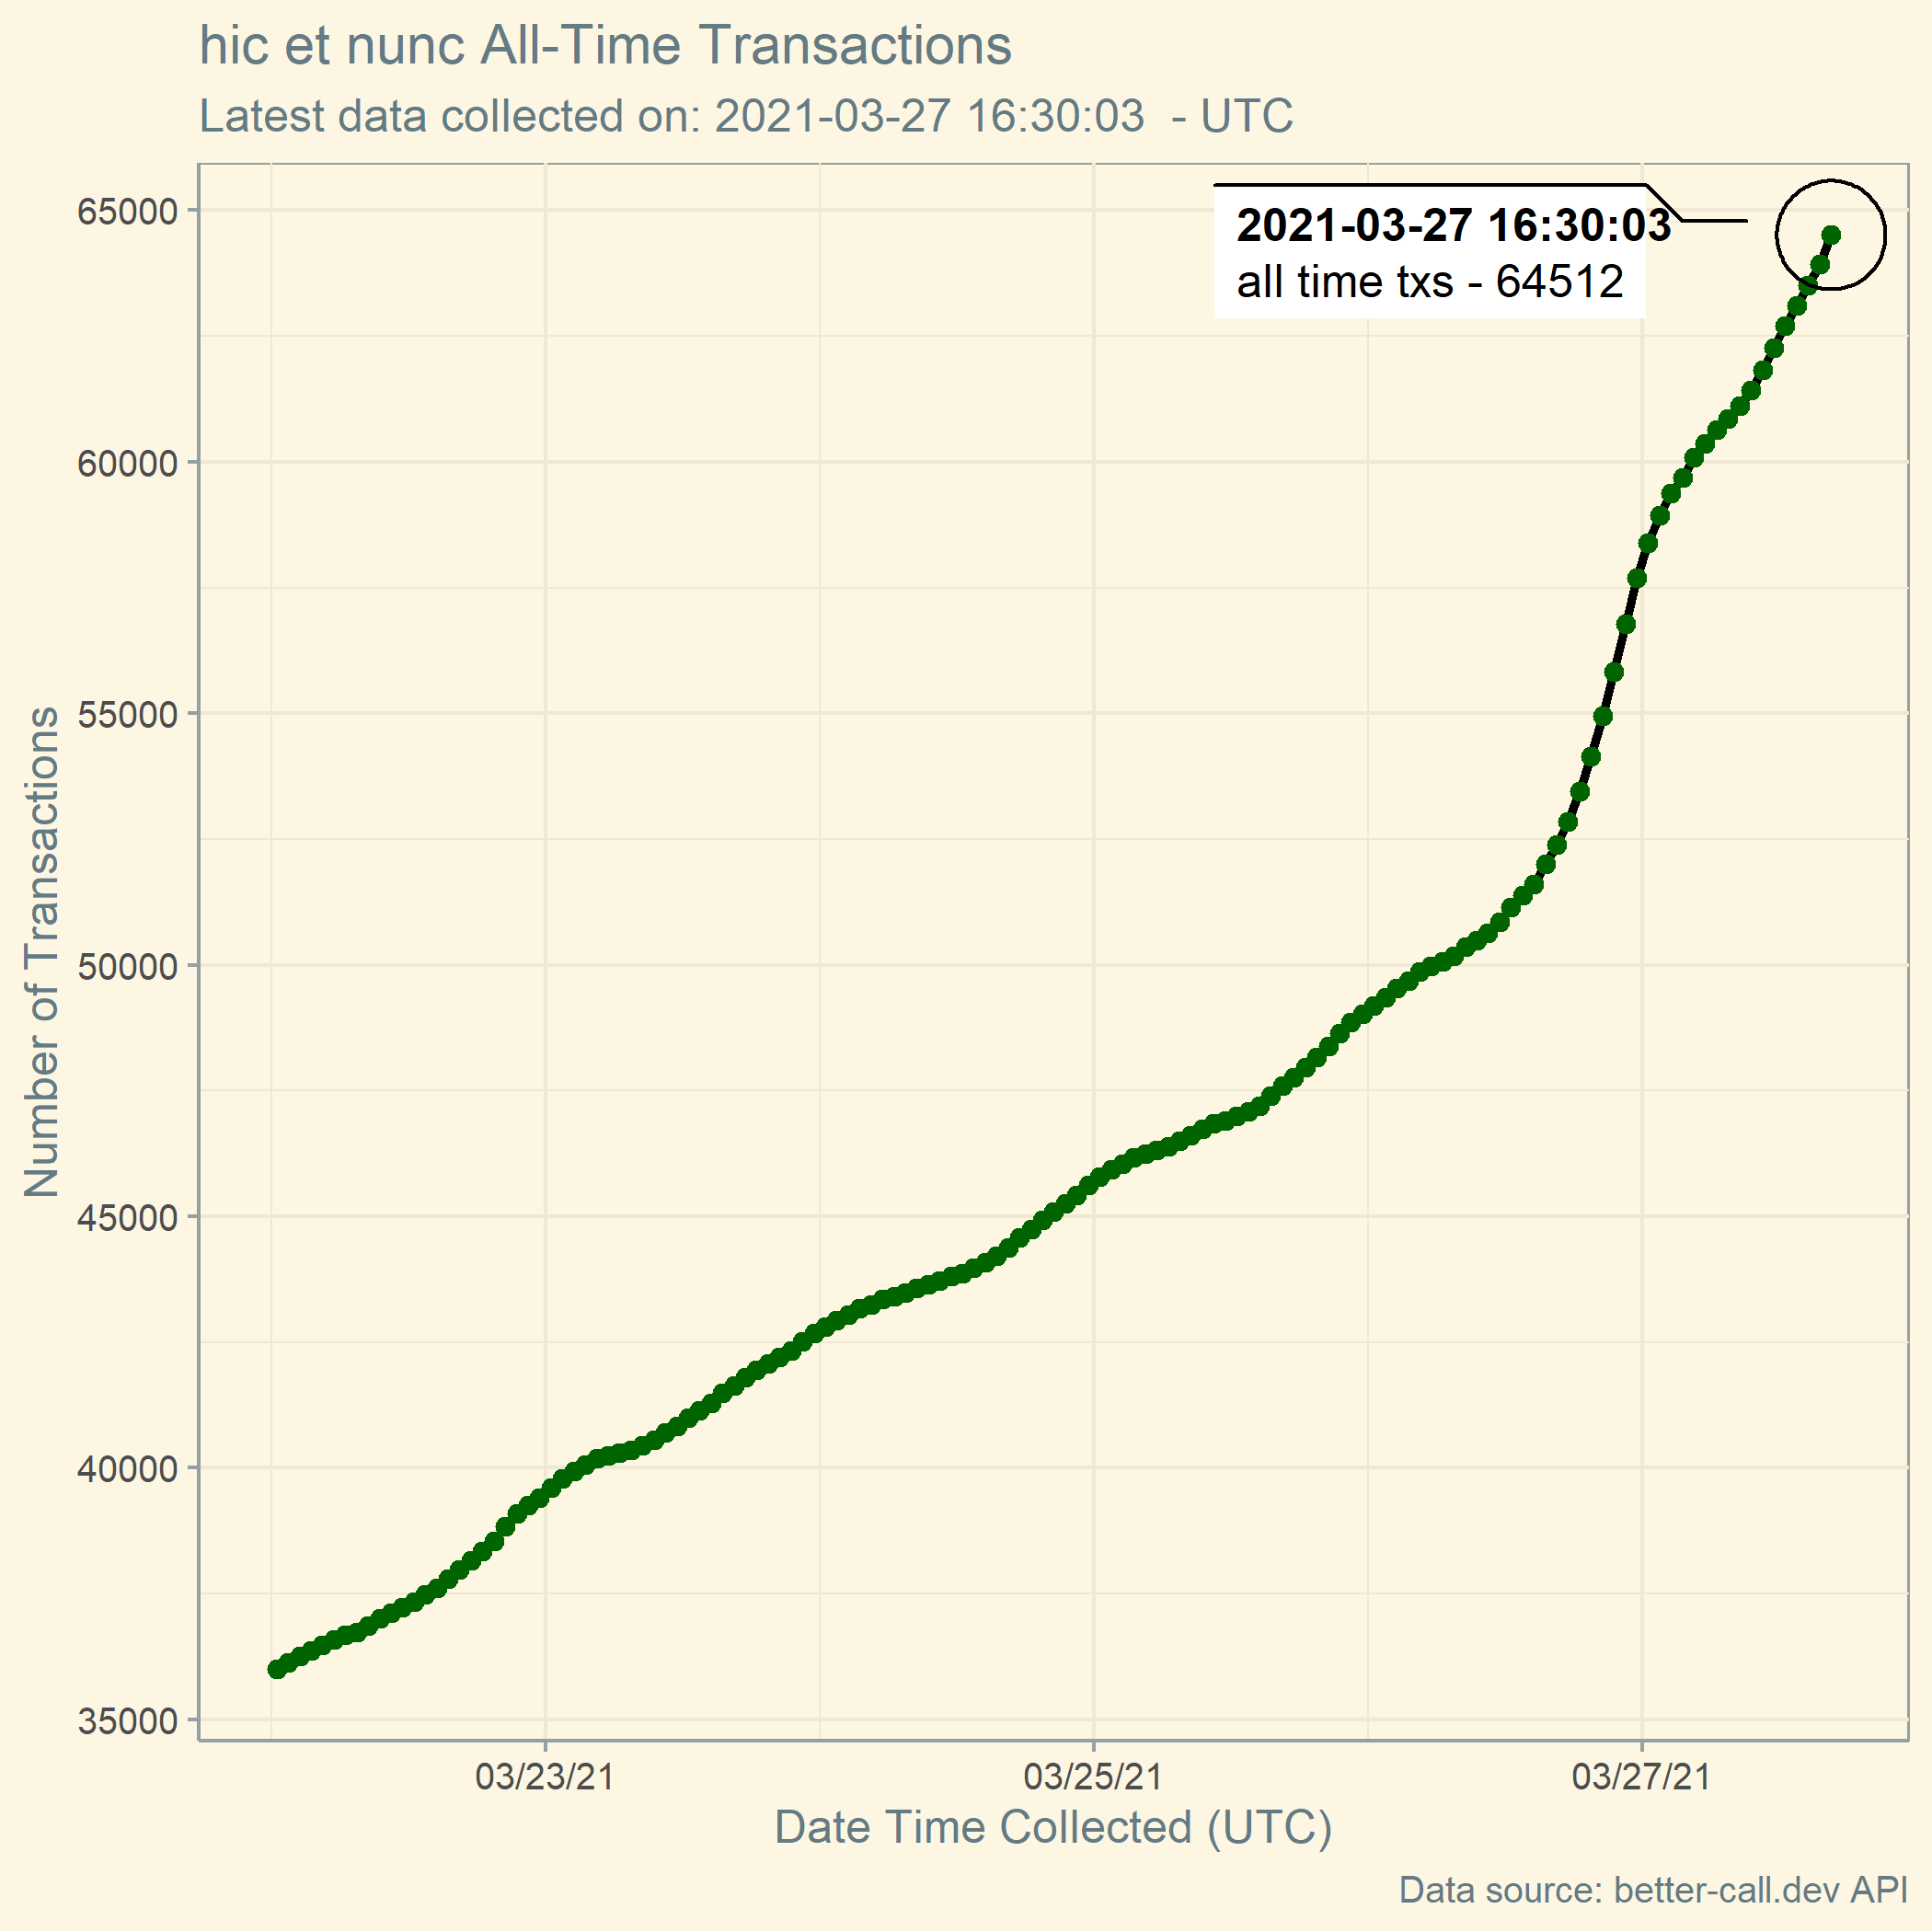 hic et nunc All-Time Transactions
Latest data collected on: 2021-03-27 16:30:03  - UTC
2021-03-27 16:30:03
all time txs - 64512
65000
60000
55000
50000
45000
40000
35000
Number of Transactions
03/23/21
03/25/21
03/27/21
Date Time Collected (UTC)
Data source: better-call.dev API